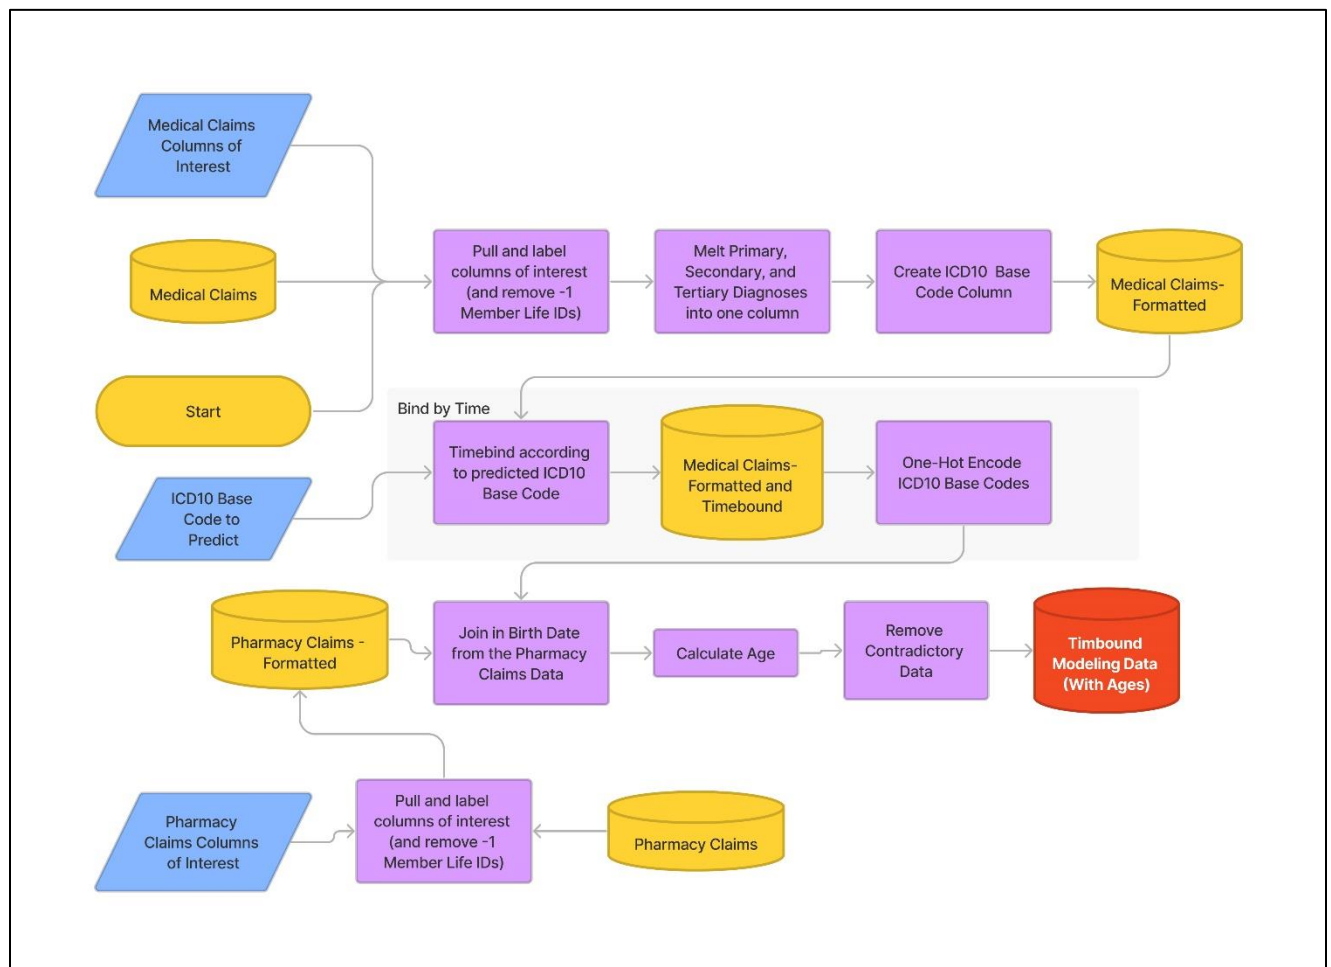 Medical Claims
Columns of
Interest
Medical Claims
Start
Pull and label
columns of interest
(and remove -1
Member Life IDs)
Melt Primary,
Secondary, and
Tertiary Diagnoses
into one column
Create ICD10 Base
Code Column
Medical Claims-
Formatted
Bind by Time
ICD10 Base
Code to
Predict
Timebind according
to predicted ICD10
Base Code
Medical Claims-
Formatted and
Timebound
One-Hot Encode
ICD10 Base Codes
Pharmacy Claims -
Formatted
Join in Birth Date
from the Pharmacy
Claims Data
Calculate Age
Remove
Contradictory
Data
Timbound
Modeling Data
(With Ages)
Pharmacy
Claims Columns
of Interest
Pull and label
columns of interest
(and remove -1
Member Life IDs)
Pharmacy Claims